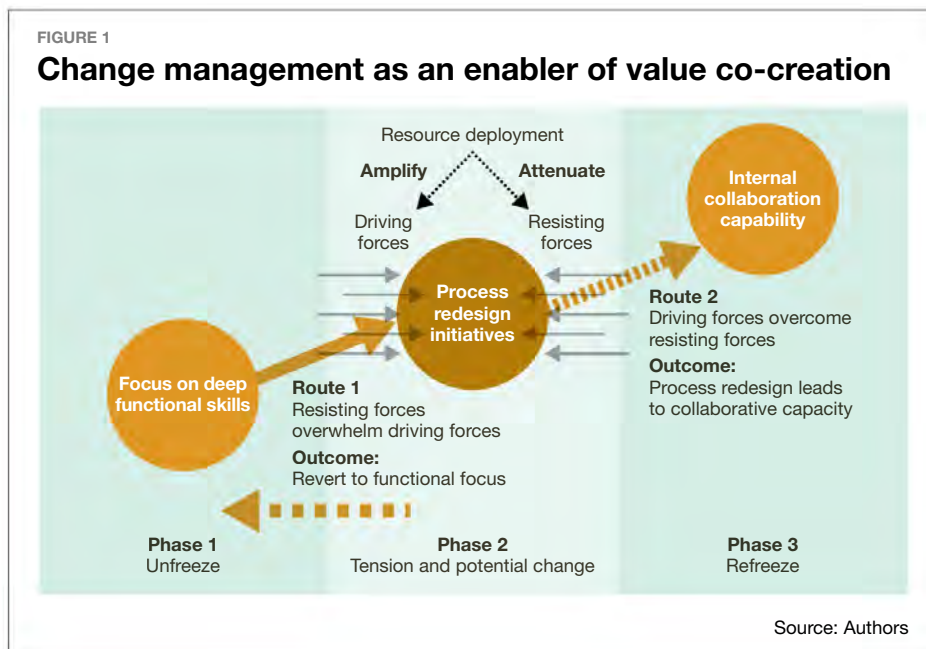 FIGURE 1
Change management as an enabler of value co-creation
Resource deployment
Amplify
Attenuate
Driving
forces
Resisting
forces
Internal
collaboration
capability
Process
redesign
initiatives
Focus on deep
functional skills
Route 1
Resisting forces
overwhelm driving forces
Outcome:
Revert to functional focus
Route 2
Driving forces overcome
resisting forces
Outcome:
Process redesign leads
to collaborative capacity
Phase 1
Unfreeze
Phase 2
Tension and potential change
Phase 3
Refreeze
Source: Authors